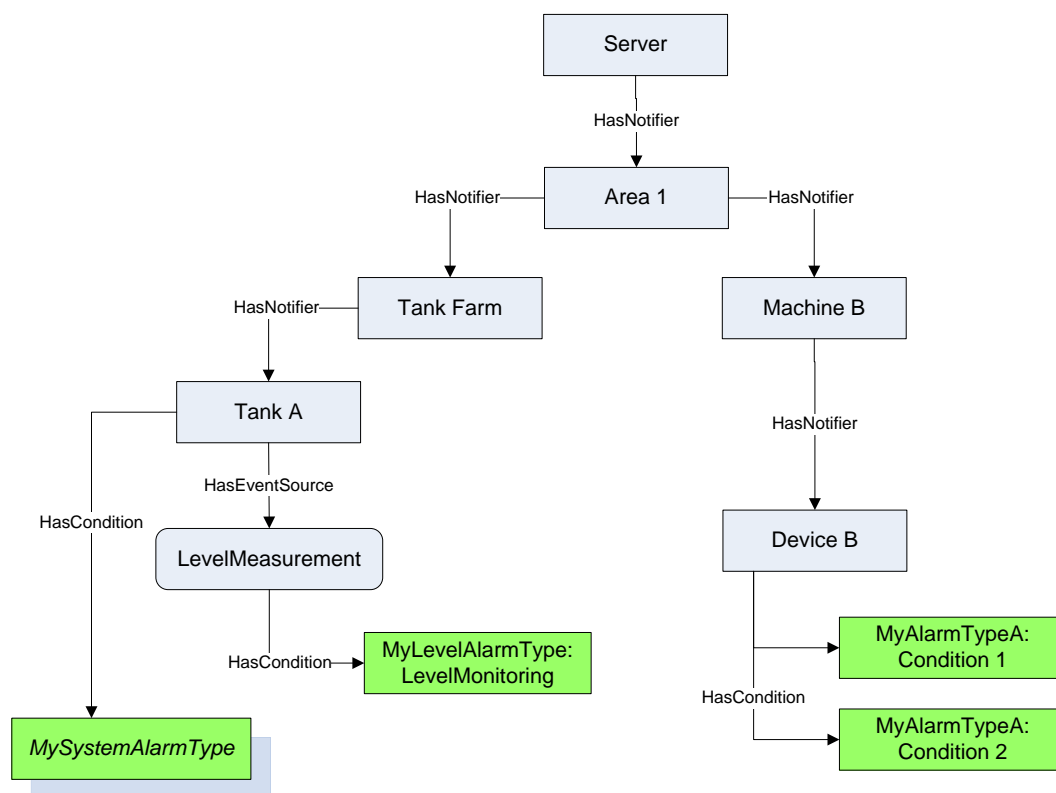 Server
HasNotifier
Area 1
HasNotifier
HasNotifier
Tank Farm
Machine B
HasNotifier
Tank A
HasNotifier
HasEventSource
HasCondition
LevelMeasurement
Device B
HasCondition
MyLevelAlarmType:
LevelMonitoring
MyAlarmTypeA:
Condition 1
HasCondition
MySystemAlarmType
MyAlarmTypeA:
Condition 2